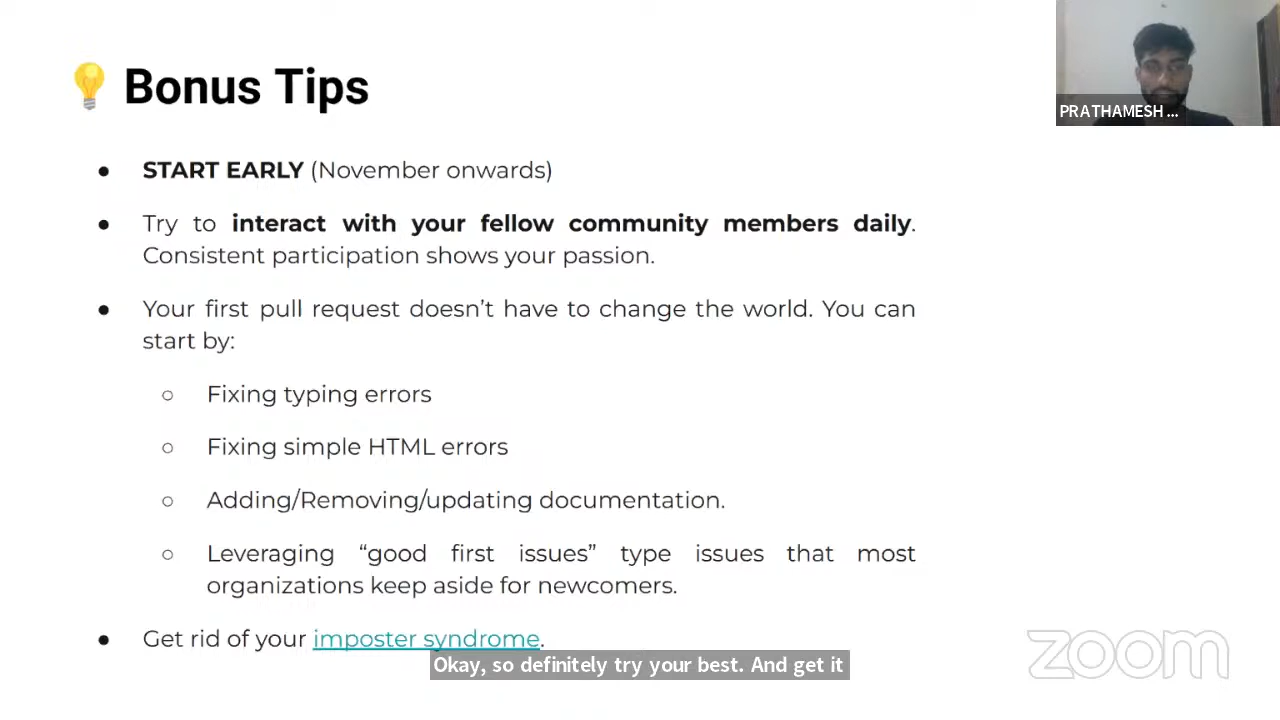 PRATHAMESH ...
💡 Bonus Tips
● START EARLY (November onwards)
● Try to interact with your fellow community members daily.
Consistent participation shows your passion.
● Your first pull request doesn't have to change the world. You can
start by:
○ Fixing typing errors
○ Fixing simple HTML errors
○ Adding/Removing/updating documentation.
○ Leveraging “good first issues” type issues that most
organizations keep aside for newcomers.
● Get rid of your imposter syndrome.
Okay, so definitely try your best. And get it
zoom